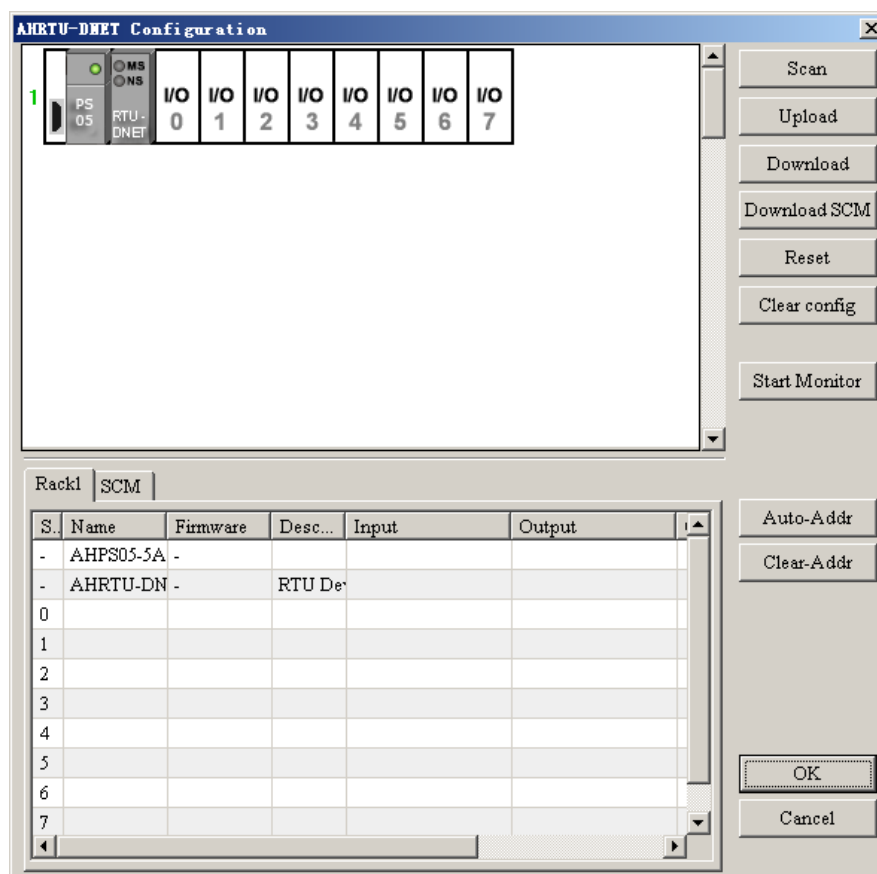 AHRTU-DNET Configuration
Scan
MS
NS
1
PS
05
RTU-
DNET
I/O
0
I/O
1
I/O
2
I/O
3
I/O
4
I/O
5
I/O
6
I/O
7
Upload
Download
Download SCM
Reset
Clear config
Start Monitor
Rack1 SCM
S.. Name Firmware Desc... Input Output
- AHPS05-5A -
- AHRTU-DN - RTU De
0
1
2
3
4
5
6
7
Auto-Addr
Clear-Addr
OK
Cancel